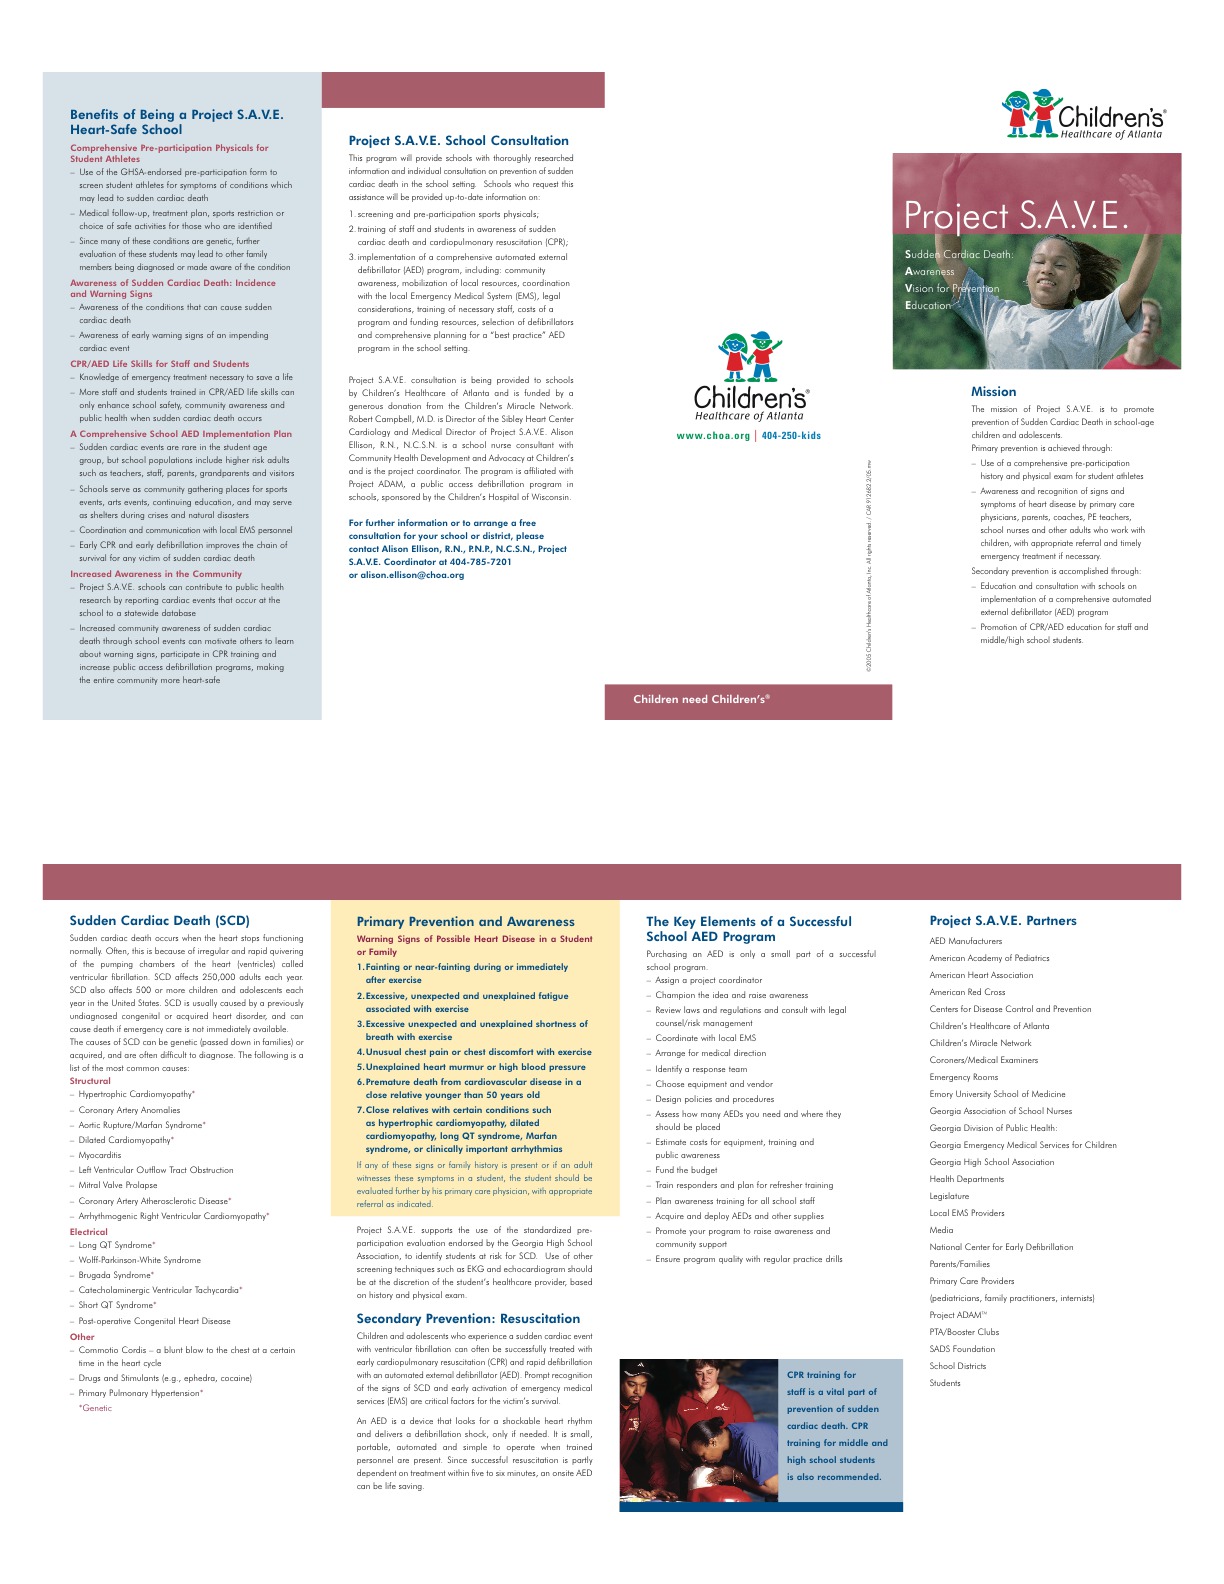 Benefits of Being a Project S.A.V.E.
Heart-Safe School
Comprehensive Pre-participation Physicals for
Student Athletes
– Use of the GHSA-endorsed pre-participation form to
screen student athletes for symptoms of conditions which
may lead to sudden cardiac death
– Medical follow-up, treatment plan, sports restriction or
choice of safe activities for those who are identified
– Since many of these conditions are genetic, further
evaluation of these students may lead to other family
members being diagnosed or made aware of the condition
Awareness of Sudden Cardiac Death: Incidence
and Warning Signs
– Awareness of the conditions that can cause sudden
cardiac death
– Awareness of early warning signs of an impending
cardiac event
CPR/AED Life Skills for Staff and Students
– Knowledge of emergency treatment necessary to save a life
– More staff and students trained in CPR/AED life skills can
only enhance school safety, community awareness and
public health when sudden cardiac death occurs
A Comprehensive School AED Implementation Plan
– Sudden cardiac events are rare in the student age
group, but school populations include higher risk adults
such as teachers, staff, parents, grandparents and visitors
– Schools serve as community gathering places for sports
events, arts events, continuing education, and may serve
as shelters during crises and natural disasters
– Coordination and communication with local EMS personnel
– Early CPR and early defibrillation improves the chain of
survival for any victim of sudden cardiac death
Increased Awareness in the Community
– Project S.A.V.E. schools can contribute to public health
research by reporting cardiac events that occur at the
school to a statewide database
– Increased community awareness of sudden cardiac
death through school events can motivate others to learn
about warning signs, participate in CPR training and
increase public access defibrillation programs, making
the entire community more heart-safe
Project S.A.V.E. School Consultation
This program will provide schools with thoroughly researched
information and individual consultation on prevention of sudden
cardiac death in the school setting. Schools who request this
assistance will be provided up-to-date information on:
1. screening and pre-participation sports physicals;
2. training of staff and students in awareness of sudden
cardiac death and cardiopulmonary resuscitation (CPR);
3. implementation of a comprehensive automated external
defibrillator (AED) program, including: community
awareness, mobilization of local resources, coordination
with the local Emergency Medical System (EMS), legal
considerations, training of necessary staff, costs of a
program and funding resources, selection of defibrillators
and comprehensive planning for a "best practice" AED
program in the school setting.
Project S.A.V.E. consultation is being provided to schools
by Children's Healthcare of Atlanta and is funded by a
generous donation from the Children's Miracle Network.
Robert Campbell, M.D. is Director of the Sibley Heart Center
Cardiology and Medical Director of Project S.A.V.E. Alison
Ellison, R.N., N.C.S.N. is a school nurse consultant with
Community Health Development and Advocacy at Children's
and is the project coordinator. The program is affiliated with
Project ADAM, a public access defibrillation program in
schools, sponsored by the Children's Hospital of Wisconsin.
For further information or to arrange a free
consultation for your school or district, please
contact Alison Ellison, R.N., P.N.P., N.C.S.N., Project
S.A.V.E. Coordinator at 404-785-7201
or alison.ellison@choa.org
Children's®
Healthcare of Atlanta
www.choa.org | 404-250-kids
©2005 Children's Healthcare of Atlanta, Inc. All rights reserved. / CAR 912682.2/05.mw
Children need Children's®
Children's®
Healthcare of Atlanta
Project S.A.V.E.
Sudden Cardiac Death:
Awareness
Vision for Prevention
Education
Mission
The mission of Project S.A.V.E. is to promote
prevention of Sudden Cardiac Death in school-age
children and adolescents.
Primary prevention is achieved through:
– Use of a comprehensive pre-participation
history and physical exam for student athletes
– Awareness and recognition of signs and
symptoms of heart disease by primary care
physicians, parents, coaches, PE teachers,
school nurses and other adults who work with
children, with appropriate referral and timely
emergency treatment if necessary.
Secondary prevention is accomplished through:
– Education and consultation with schools on
implementation of a comprehensive automated
external defibrillator (AED) program
– Promotion of CPR/AED education for staff and
middle/high school students.
Sudden Cardiac Death (SCD)
Sudden cardiac death occurs when the heart stops functioning
normally. Often, this is because of irregular and rapid quivering
of the pumping chambers of the heart (ventricles) called
ventricular fibrillation. SCD affects 250,000 adults each year.
SCD also affects 500 or more children and adolescents each
year in the United States. SCD is usually caused by a previously
undiagnosed congenital or acquired heart disorder, and can
cause death if emergency care is not immediately available.
The causes of SCD can be genetic (passed down in families) or
acquired, and are often difficult to diagnose. The following is a
list of the most common causes:
Structural
– Hypertrophic Cardiomyopathy*
– Coronary Artery Anomalies
– Aortic Rupture/Marfan Syndrome*
– Dilated Cardiomyopathy*
– Myocarditis
– Left Ventricular Outflow Tract Obstruction
– Mitral Valve Prolapse
– Coronary Artery Atherosclerotic Disease*
– Arrhythmogenic Right Ventricular Cardiomyopathy*
Electrical
– Long QT Syndrome*
– Wolff-Parkinson-White Syndrome
– Brugada Syndrome*
– Catecholaminergic Ventricular Tachycardia*
– Short QT Syndrome*
– Post-operative Congenital Heart Disease
Other
– Commotio Cordis – a blunt blow to the chest at a certain
time in the heart cycle
– Drugs and Stimulants (e.g., ephedra, cocaine)
– Primary Pulmonary Hypertension*
*Genetic
Primary Prevention and Awareness
Warning Signs of Possible Heart Disease in a Student
or Family
1. Fainting or near-fainting during or immediately
after exercise
2. Excessive, unexpected and unexplained fatigue
associated with exercise
3. Excessive unexpected and unexplained shortness of
breath with exercise
4. Unusual chest pain or chest discomfort with exercise
5. Unexplained heart murmur or high blood pressure
6. Premature death from cardiovascular disease in a
close relative younger than 50 years old
7. Close relatives with certain conditions such
as hypertrophic cardiomyopathy, dilated
cardiomyopathy, long QT syndrome, Marfan
syndrome, or clinically important arrhythmias
If any of these signs or family history is present or if an adult
witnesses these symptoms in a student, the student should be
evaluated further by his primary care physician, with appropriate
referral as indicated.
Project S.A.V.E. supports the use of the standardized pre-
participation evaluation endorsed by the Georgia High School
Association, to identify students at risk for SCD. Use of other
screening techniques such as EKG and echocardiogram should
be at the discretion of the student's healthcare provider, based
on history and physical exam.
Secondary Prevention: Resuscitation
Children and adolescents who experience a sudden cardiac event
with ventricular fibrillation can often be successfully treated with
early cardiopulmonary resuscitation (CPR) and rapid defibrillation
with an automated external defibrillator (AED). Prompt recognition
of the signs of SCD and early activation of emergency medical
services (EMS) are critical factors for the victim's survival.
An AED is a device that looks for a shockable heart rhythm
and delivers a defibrillation shock, only if needed. It is small,
portable, automated and simple to operate when trained
personnel are present. Since successful resuscitation is partly
dependent on treatment within five to six minutes, an onsite AED
can be life saving.
The Key Elements of a Successful
School AED Program
Purchasing an AED is only a small part of a successful
school program.
– Assign a project coordinator
– Champion the idea and raise awareness
– Review laws and regulations and consult with legal
counsel/risk management
– Coordinate with local EMS
– Arrange for medical direction
– Identify a response team
– Choose equipment and vendor
– Design policies and procedures
– Assess how many AEDs you need and where they
should be placed
– Estimate costs for equipment, training and
public awareness
– Fund the budget
– Train responders and plan for refresher training
– Plan awareness training for all school staff
– Acquire and deploy AEDs and other supplies
– Promote your program to raise awareness and
community support
– Ensure program quality with regular practice drills
CPR training for
staff is a vital part of
prevention of sudden
cardiac death. CPR
training for middle and
high school students
is also recommended.
Project S.A.V.E. Partners
AED Manufacturers
American Academy of Pediatrics
American Heart Association
American Red Cross
Centers for Disease Control and Prevention
Children's Healthcare of Atlanta
Children's Miracle Network
Coroners/Medical Examiners
Emergency Rooms
Emory University School of Medicine
Georgia Association of School Nurses
Georgia Division of Public Health:
Georgia Emergency Medical Services for Children
Georgia High School Association
Health Departments
Legislature
Local EMS Providers
Media
National Center for Early Defibrillation
Parents/Families
Primary Care Providers
(pediatricians, family practitioners, internists)
Project ADAM™
PTA/Booster Clubs
SADS Foundation
School Districts
Students